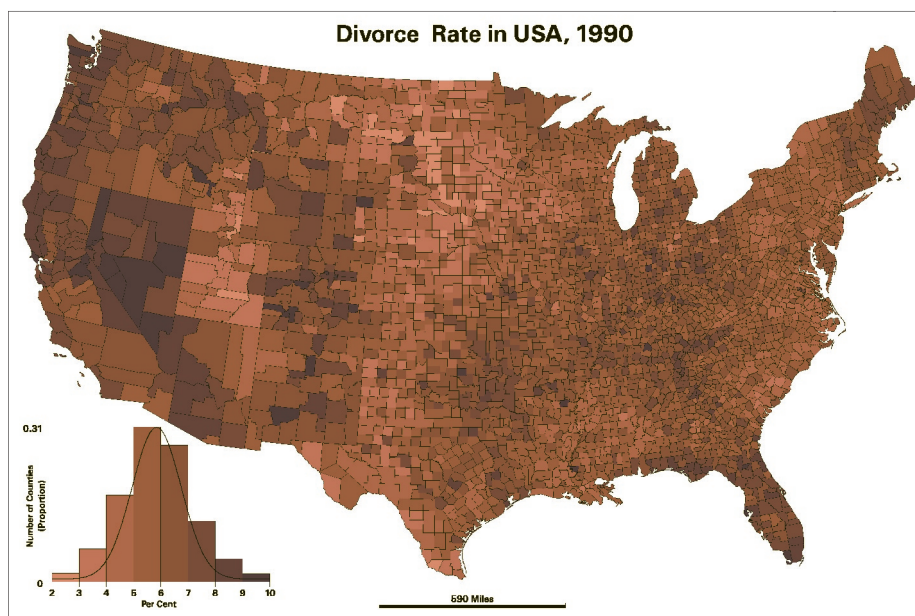 Divorce Rate in USA, 1990
0.31
Number of Counties
(Proportion)
0
2 3 4 5 6 7 8 9 10
Per Cent
590 Miles